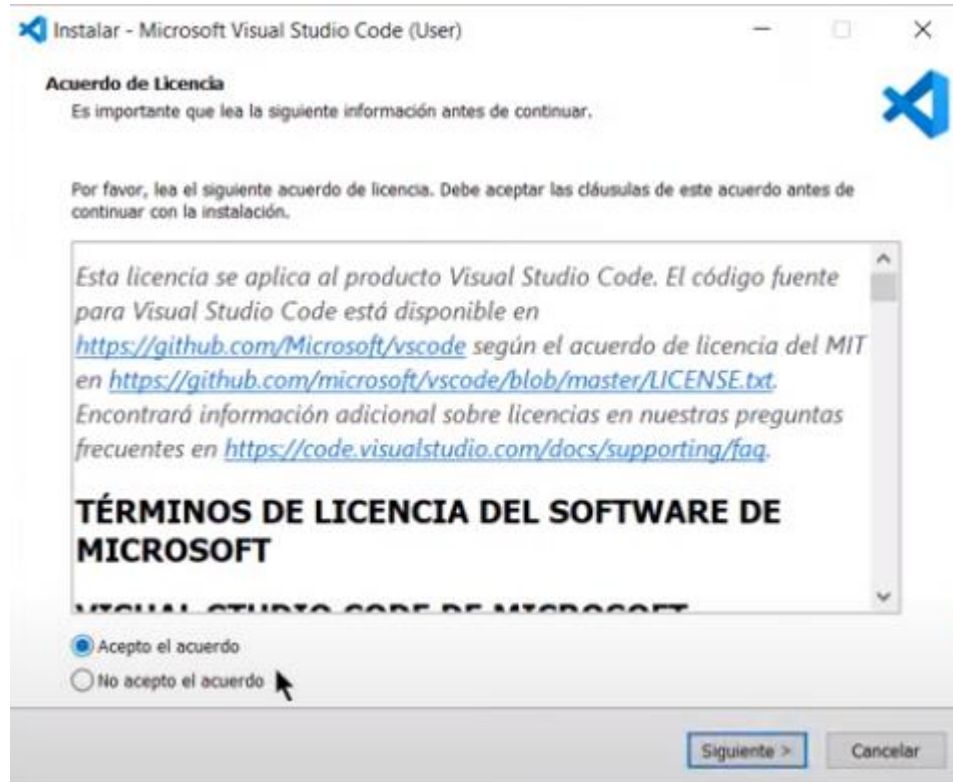 Instalar - Microsoft Visual Studio Code (User)
Acuerdo de Licencia
Es importante que lea la siguiente información antes de continuar.
Por favor, lea el siguiente acuerdo de licencia. Debe aceptar las cláusulas de este acuerdo antes de
continuar con la instalación.
Esta licencia se aplica al producto Visual Studio Code. El código fuente
para Visual Studio Code está disponible en
https://github.com/Microsoft/vscode según el acuerdo de licencia del MIT
en https://github.com/microsoft/vscode/blob/master/LICENSE.txt.
Encontrará información adicional sobre licencias en nuestras preguntas
frecuentes en https://code.visualstudio.com/docs/supporting/faq.
TÉRMINOS DE LICENCIA DEL SOFTWARE DE
MICROSOFT
VISUAL STUDIO CODE DE MICROSOFT
Acepto el acuerdo
No acepto el acuerdo
Siguiente >
Cancelar